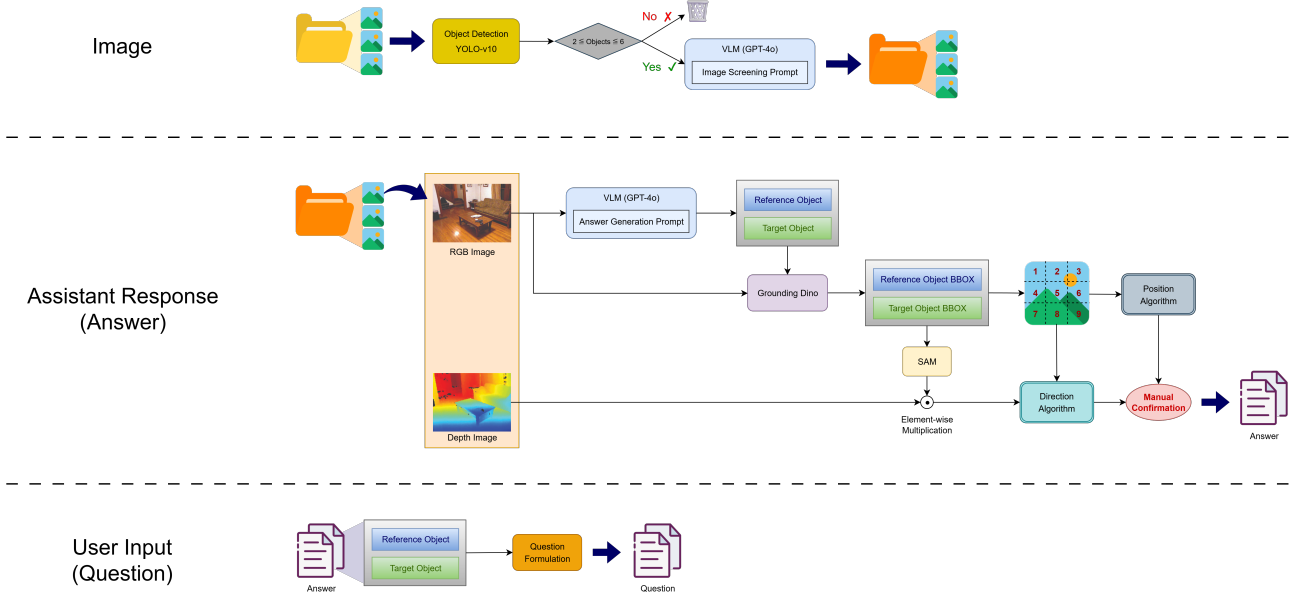 Image
Object Detection
YOLO-v10
2 ≦ Objects ≦ 6
No ✗
Yes ✓
VLM (GPT-4o)
Image Screening Prompt
Assistant Response
(Answer)
RGB Image
Depth Image
VLM (GPT-4o)
Answer Generation Prompt
Reference Object
Target Object
Grounding Dino
Reference Object BBOX
Target Object BBOX
SAM
Element-wise
Multiplication
1 2 3
4 5 6
7 8 9
Position
Algorithm
Direction
Algorithm
Manual
Confirmation
Answer
User Input
(Question)
Answer
Reference Object
Target Object
Question
Formulation
Question